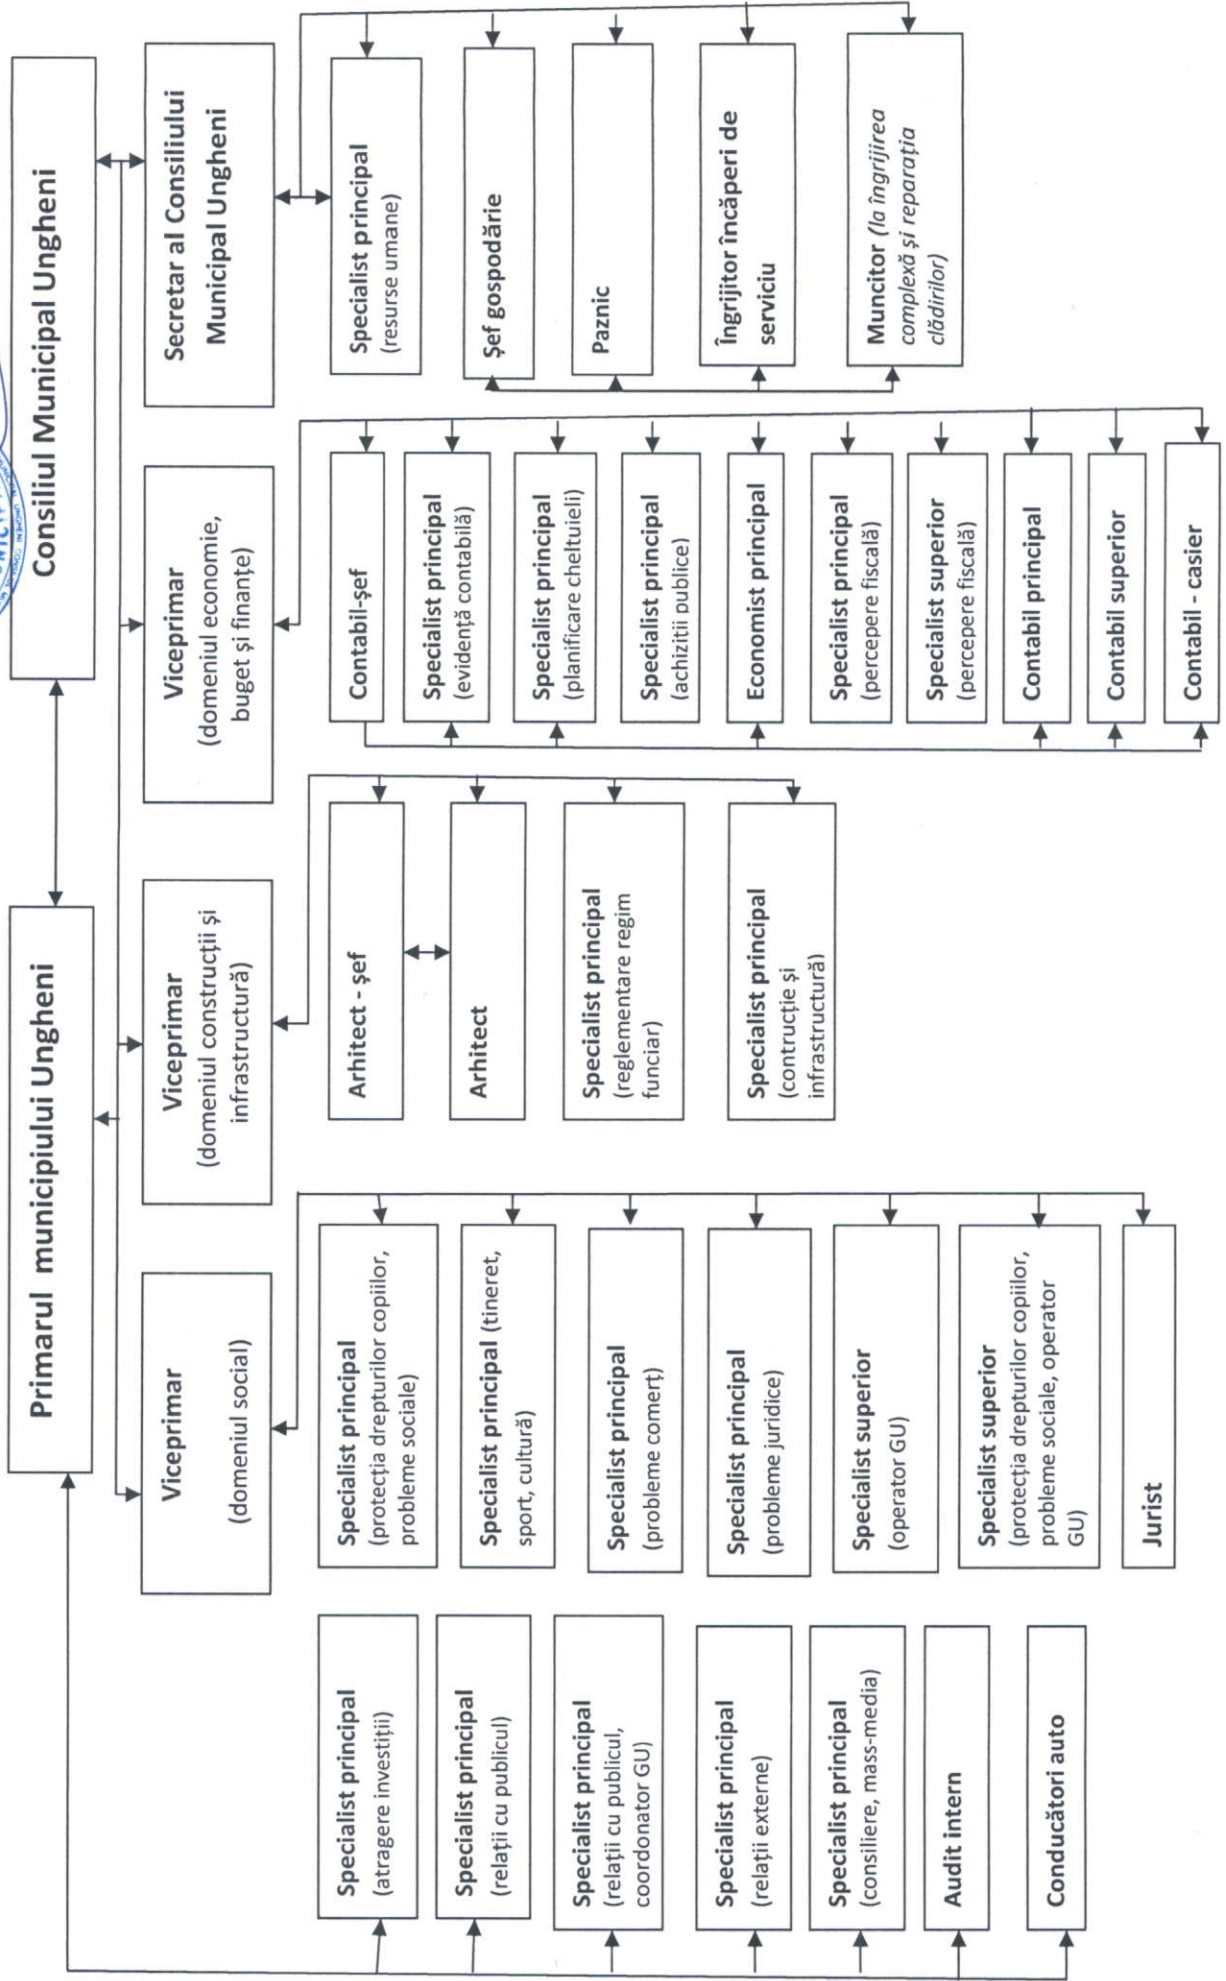 Primarul municipiului Ungheni
Consiliul Municipal Ungheni
Viceprimar
(domeniul social)
Viceprimar
(domeniul construcții și
infrastructură)
Viceprimar
(domeniul economie,
buget și finanțe)
Secretar al Consiliului
Municipal Ungheni
Specialist principal
(atragere investiții)
Specialist principal
(relații cu publicul)
Specialist principal
(relații cu publicul,
coordonator GU)
Specialist principal
(relații externe)
Specialist principal
(consiliere, mass-media)
Audit intern
Conducători auto
Specialist principal
(protecția drepturilor copiilor,
probleme sociale)
Specialist principal (tineret,
sport, cultură)
Specialist principal
(probleme comerț)
Specialist principal
(probleme juridice)
Specialist superior
(operator GU)
Specialist superior
(protecția drepturilor copiilor,
probleme sociale, operator
GU)
Jurist
Arhitect - șef
Arhitect
Specialist principal
(reglementare regim
funciar)
Specialist principal
(contrucție și
infrastructură)
Contabil-șef
Specialist principal
(evidență contabilă)
Specialist principal
(planificare cheltuieli)
Specialist principal
(achizitii publice)
Economist principal
Specialist principal
(percepere fiscală)
Specialist superior
(percepere fiscală)
Contabil principal
Contabil superior
Contabil - casier
Specialist principal
(resurse umane)
Șef gospodărie
Paznic
Îngrijitor încăperi de
serviciu
Muncitor (la îngrijirea
complexă și reparația
clădirilor)